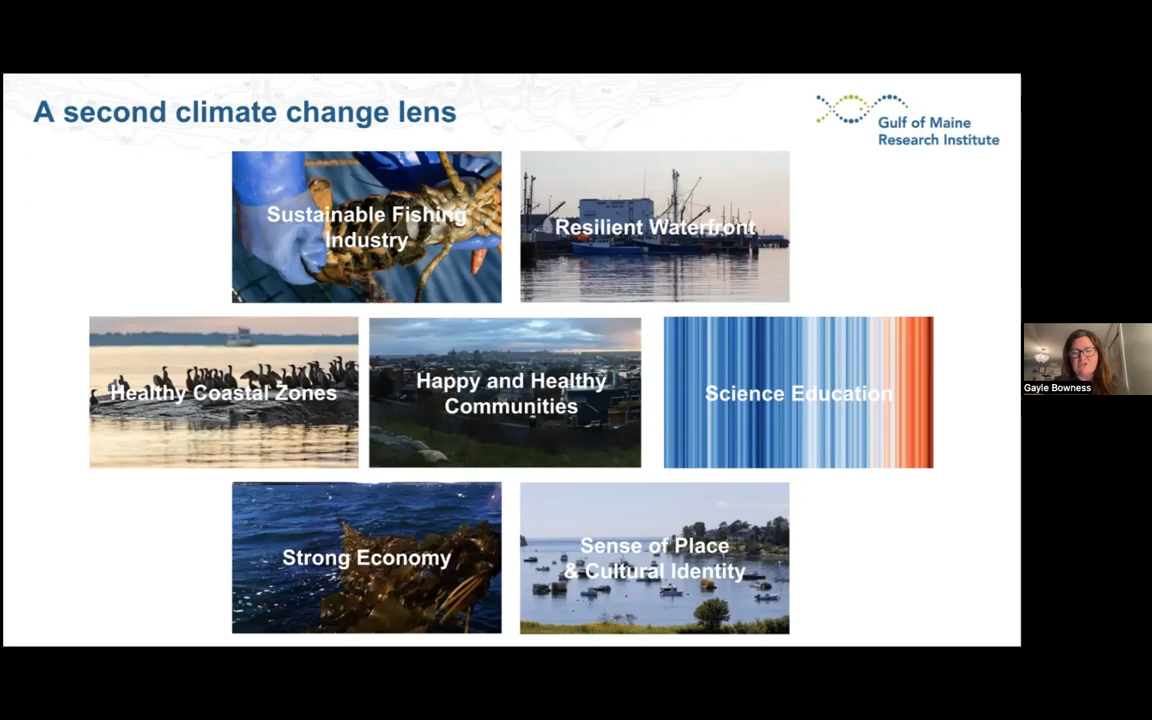 A second climate change lens
Gulf of Maine
Research Institute
Sustainable Fishing
Industry
Resilient Waterfront
Healthy Coastal Zones
Happy and Healthy
Communities
Science Education
Gayle Bowness
Strong Economy
Sense of Place
& Cultural Identity